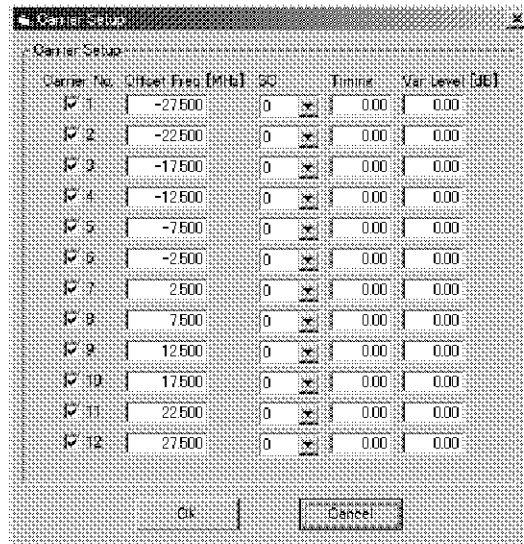 Carrier Setup
Carrier Setup
Carrier No. Offset Freq [MHz] SC Timing Var. Level [dB]
1 -27.500 0 0.00 0.00
2 -22.500 0 0.00 0.00
3 -17.500 0 0.00 0.00
4 -12.500 0 0.00 0.00
5 -7.500 0 0.00 0.00
6 -2.500 0 0.00 0.00
7 2.500 0 0.00 0.00
8 7.500 0 0.00 0.00
9 12.500 0 0.00 0.00
10 17.500 0 0.00 0.00
11 22.500 0 0.00 0.00
12 27.500 0 0.00 0.00
Ok Cancel